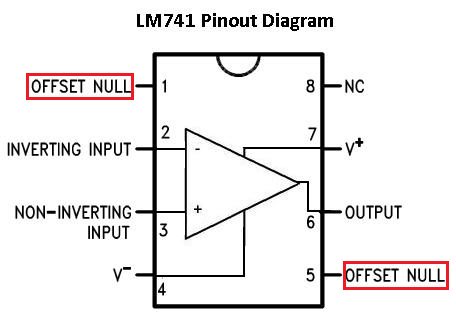 LM741 Pinout Diagram
OFFSET NULL 1
8 NC
INVERTING INPUT 2
-
7 V+
NON-INVERTING
INPUT
3
+
6 OUTPUT
V-
4
5 OFFSET NULL